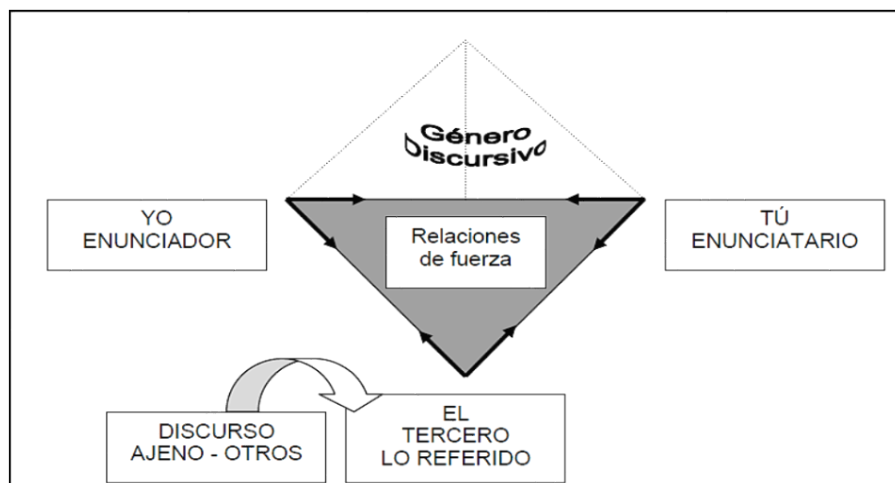 Género
Discursivo
YO
ENUNCIADOR
Relaciones
de fuerza
TÚ
ENUNCIATARIO
DISCURSO
AJENO - OTROS
EL
TERCERO
LO REFERIDO